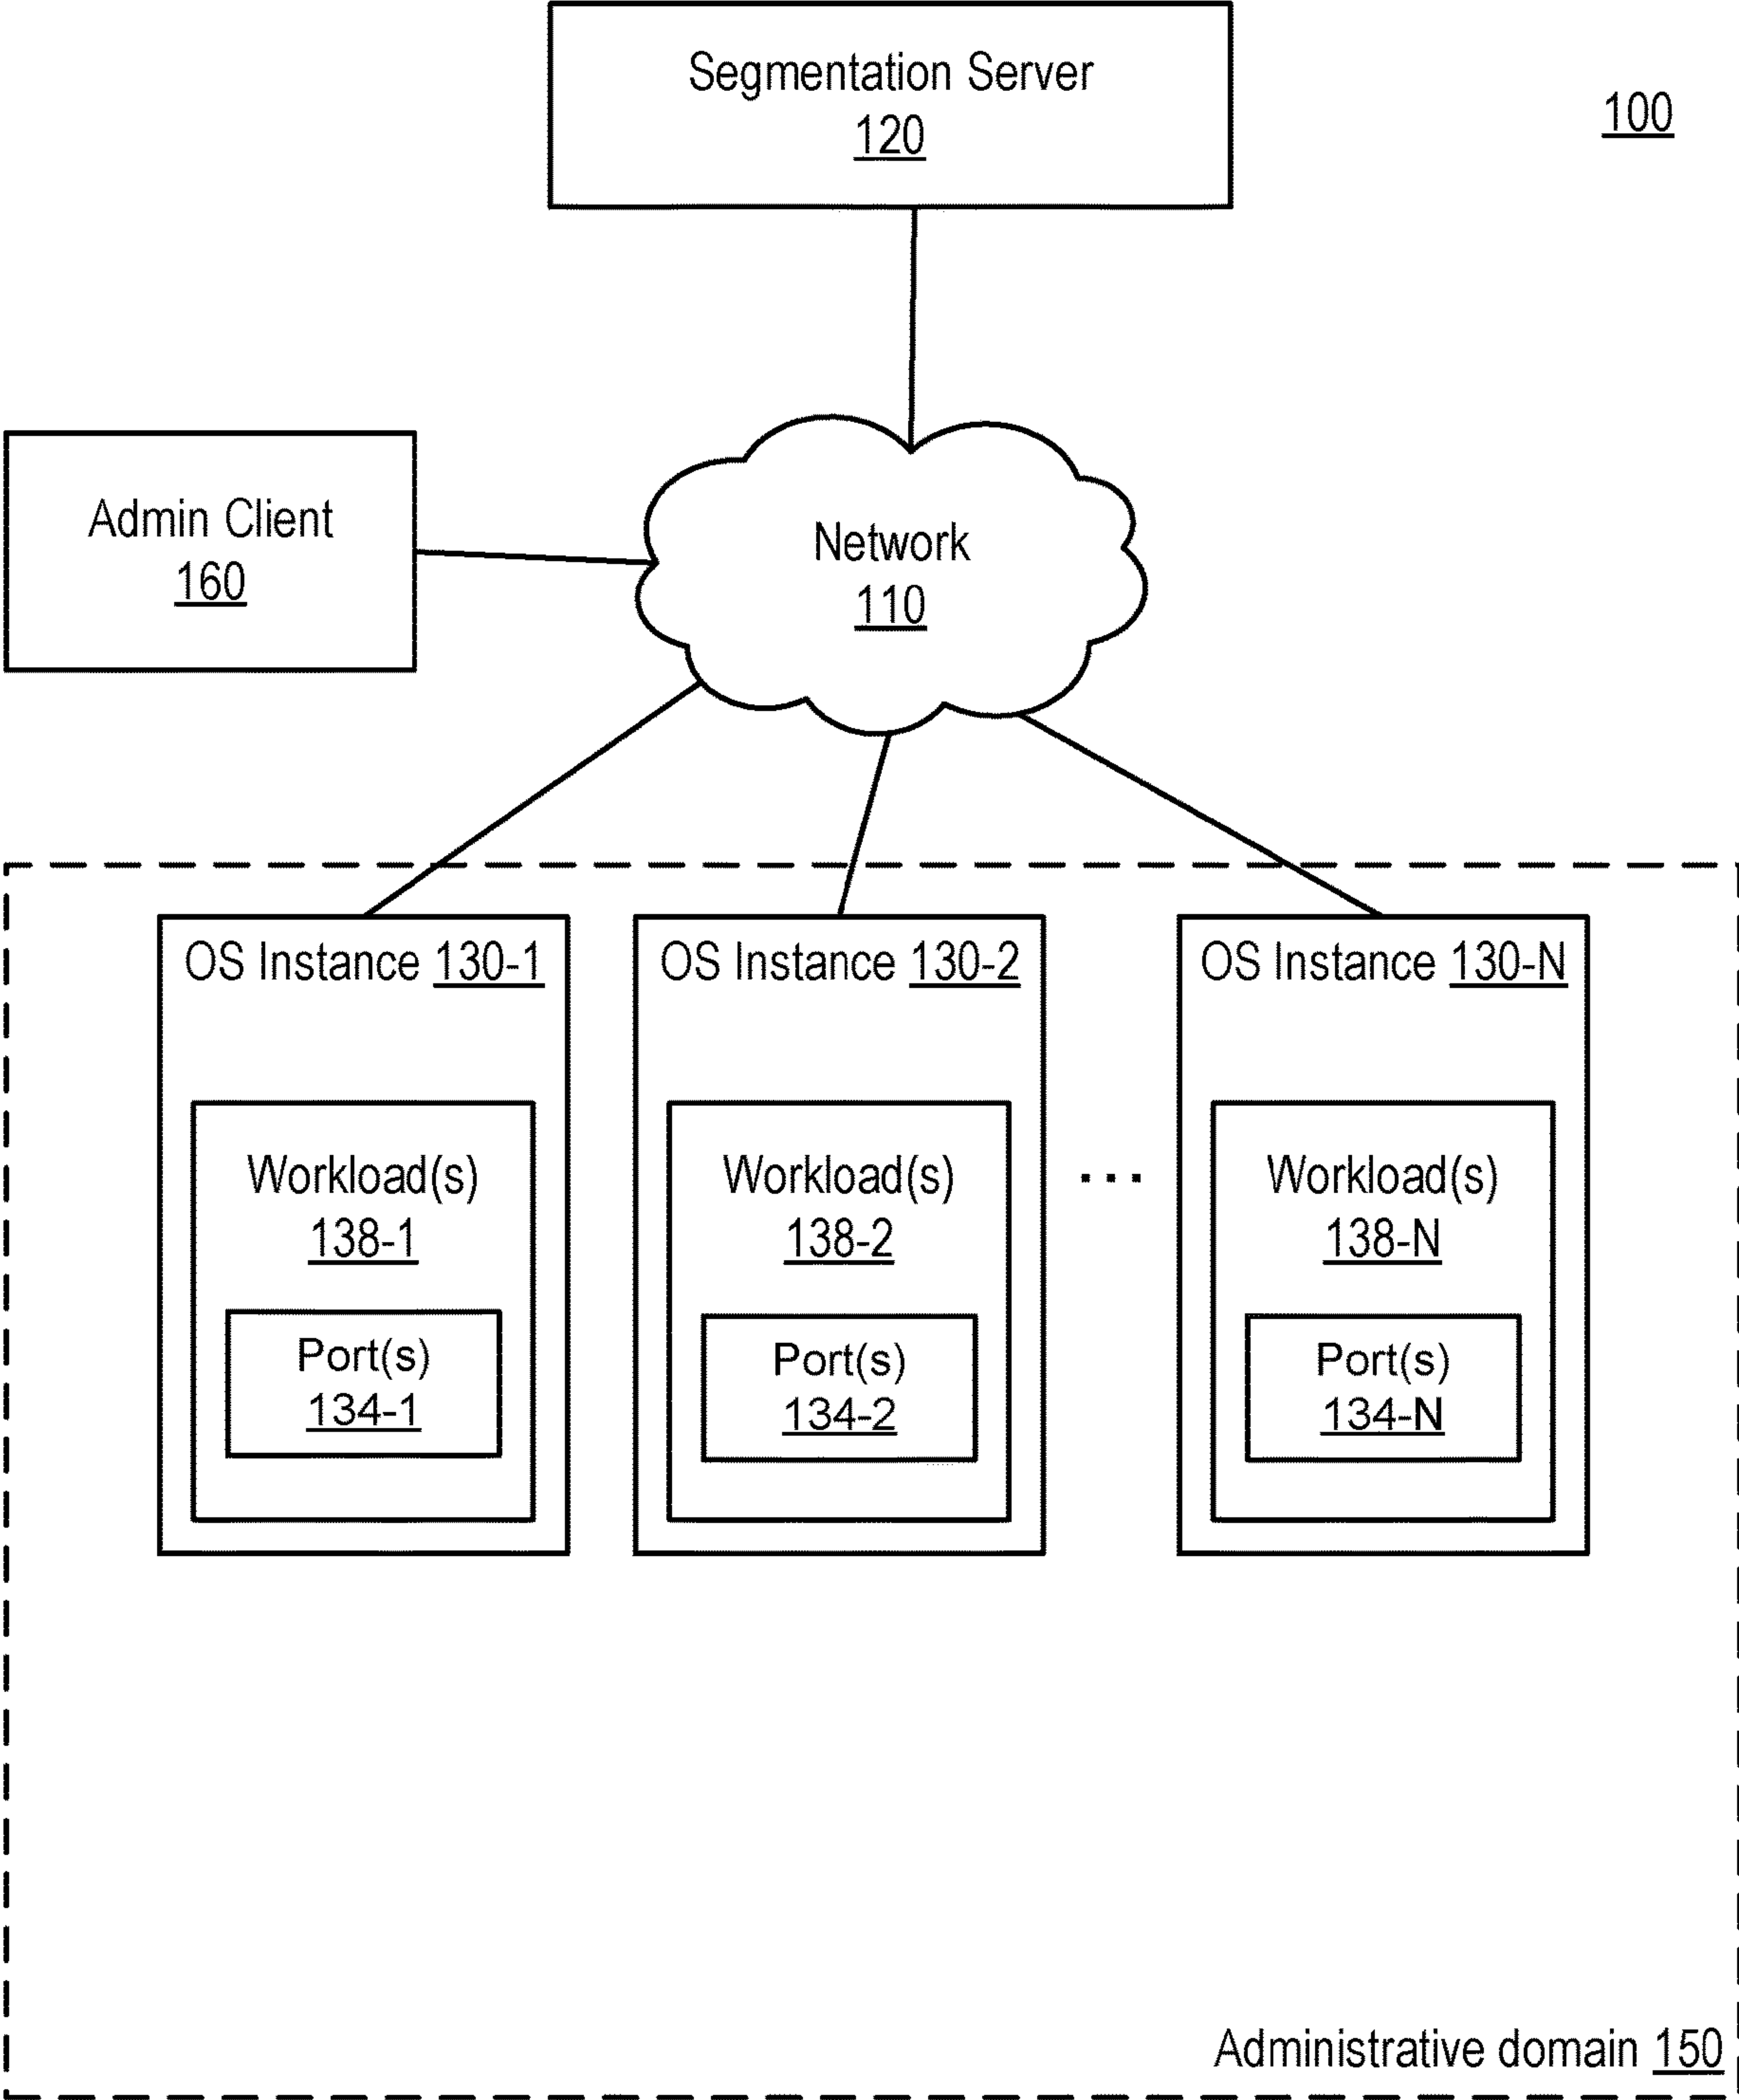 Segmentation Server
120
100
Admin Client
160
Network
110
OS Instance 130-1
OS Instance 130-2
OS Instance 130-N
Workload(s)
138-1
Workload(s)
138-2
...
Workload(s)
138-N
Port(s)
134-1
Port(s)
134-2
Port(s)
134-N
Administrative domain 150